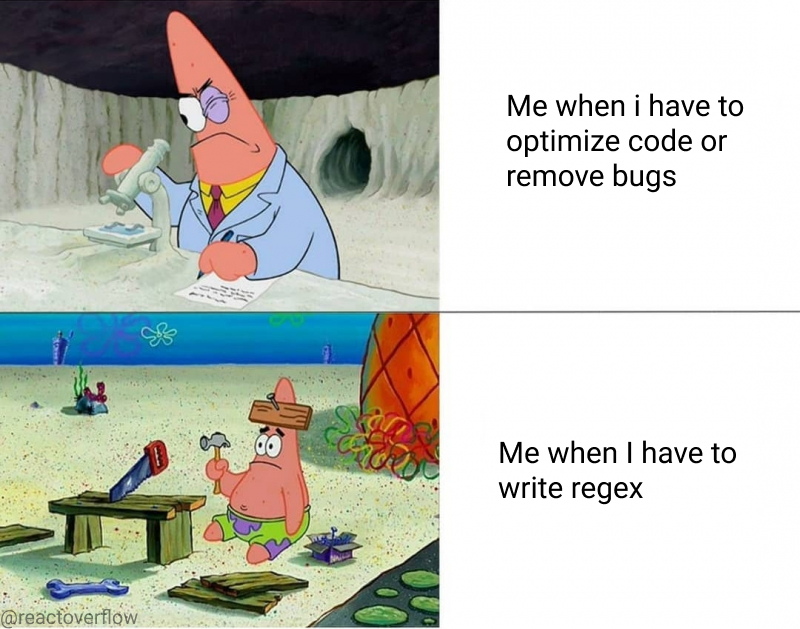 Me when i have to
optimize code or
remove bugs
Me when I have to
write regex
@reactoverflow